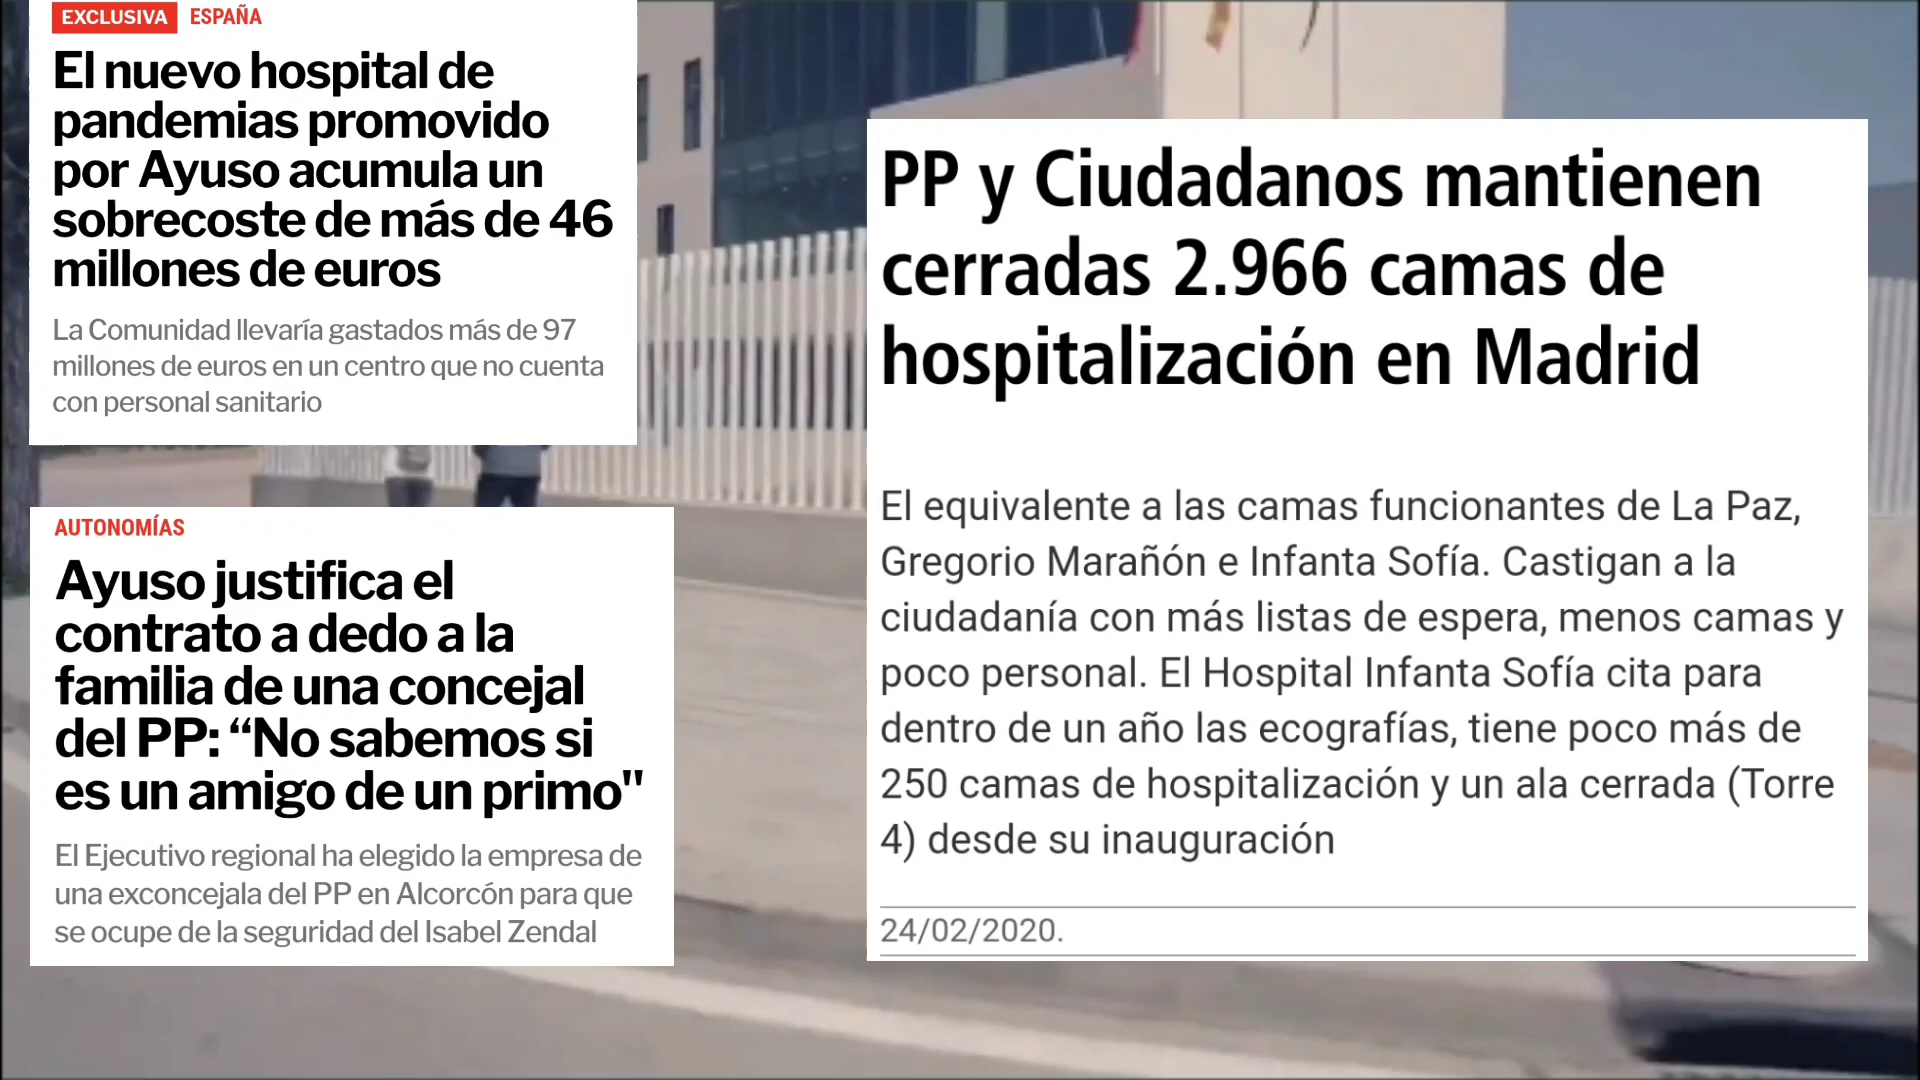 EXCLUSIVA ESPAÑA
El nuevo hospital de
pandemias promovido
por Ayuso acumula un
sobrecoste de más de 46
millones de euros
La Comunidad llevaría gastados más de 97
millones de euros en un centro que no cuenta
con personal sanitario
AUTONOMÍAS
Ayuso justifica el
contrato a dedo a la
familia de una concejal
del PP: “No sabemos si
es un amigo de un primo"
El Ejecutivo regional ha elegido la empresa de
una exconcejala del PP en Alcorcón para que
se ocupe de la seguridad del Isabel Zendal
PP y Ciudadanos mantienen
cerradas 2.966 camas de
hospitalización en Madrid
El equivalente a las camas funcionantes de La Paz,
Gregorio Marañón e Infanta Sofía. Castigan a la
ciudadanía con más listas de espera, menos camas y
poco personal. El Hospital Infanta Sofía cita para
dentro de un año las ecografías, tiene poco más de
250 camas de hospitalización y un ala cerrada (Torre
4) desde su inauguración
24/02/2020.